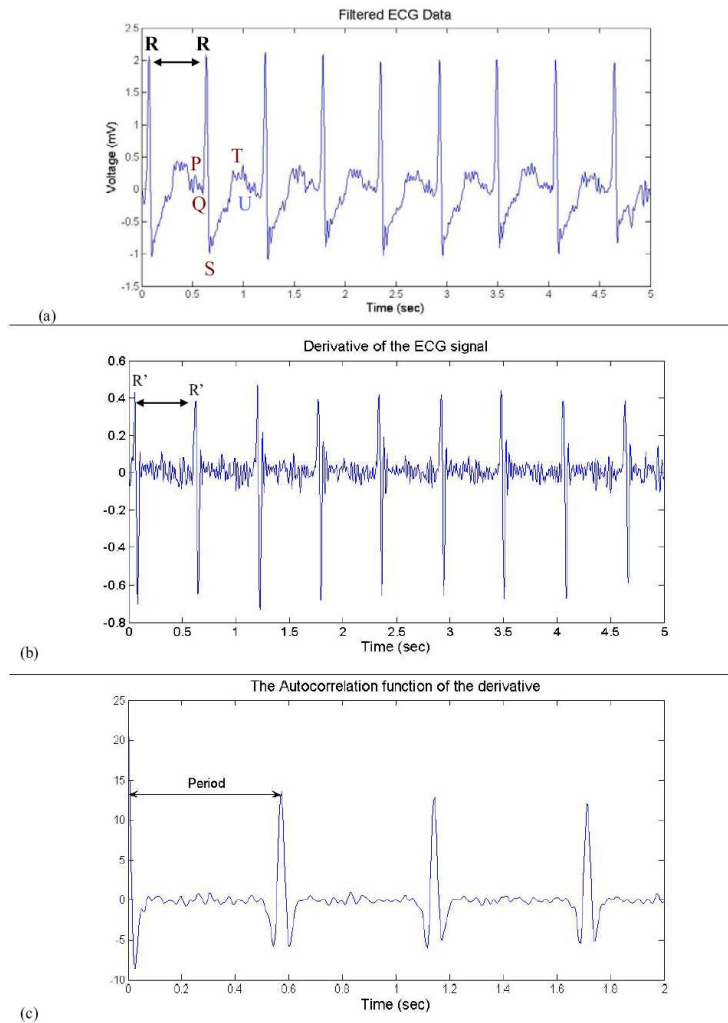 Filtered ECG Data
2.5
2
1.5
1
0.5
0
-0.5
-1
-1.5
Voltage (mV)
R R
P T
Q U
S
0 0.5 1 1.5 2 2.5 3 3.5 4 4.5 5
Time (sec)
(a)
Derivative of the ECG signal
0.6
0.4
0.2
0
-0.2
-0.4
-0.6
-0.8
R' R'
0 0.5 1 1.5 2 2.5 3 3.5 4 4.5 5
Time (sec)
(b)
The Autocorrelation function of the derivative
25
20
15
10
5
0
-5
-10
Period
0 0.2 0.4 0.6 0.8 1 1.2 1.4 1.6 1.8 2
Time (sec)
(c)